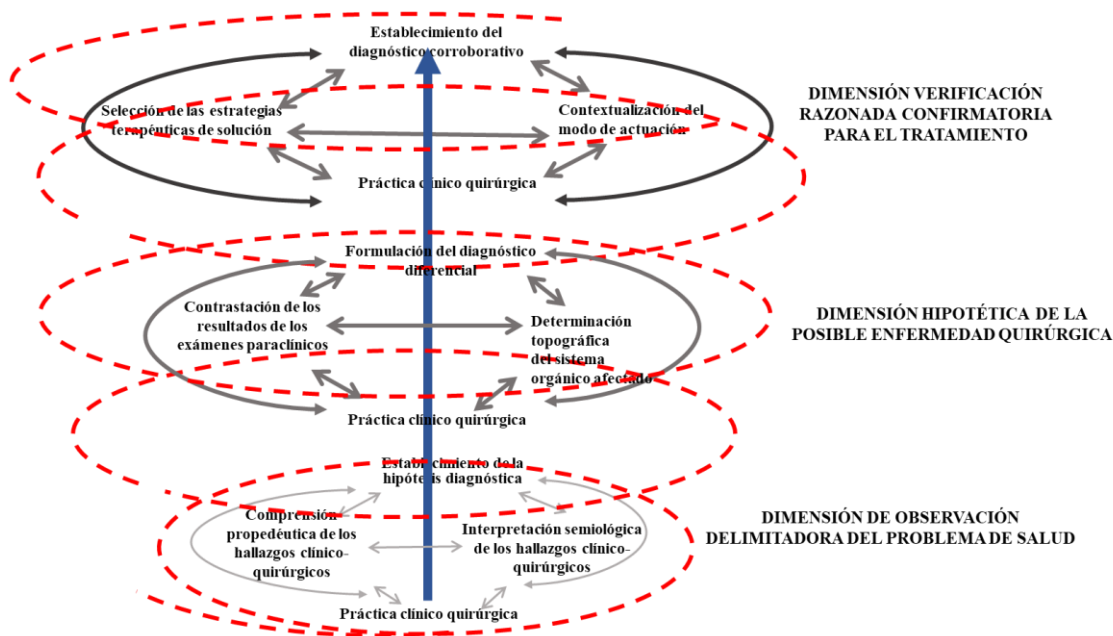 Establecimiento del
diagnóstico corroborativo
Selección de las estrategias
terapéuticas de solución
Contextualización del
modo de actuación
Práctica clínico quirúrgica
DIMENSIÓN VERIFICACIÓN
RAZONADA CONFIRMATORIA
PARA EL TRATAMIENTO
Formulación del diagnóstico
diferencial
Contrastación de los
resultados de los
exámenes paraclínicos
Determinación
topográfica
del sistema
orgánico afectado
Práctica clínico quirúrgica
DIMENSIÓN HIPOTÉTICA DE LA
POSIBLE ENFERMEDAD QUIRÚRGICA
Establecimiento de la
hipótesis diagnóstica
Comprensión
propedéutica de los
hallazgos clínico-
quirúrgicos
Interpretación semiológica
de los hallazgos clínico-
quirúrgicos
Práctica clínico quirúrgica
DIMENSIÓN DE OBSERVACIÓN
DELIMITADORA DEL PROBLEMA DE SALUD